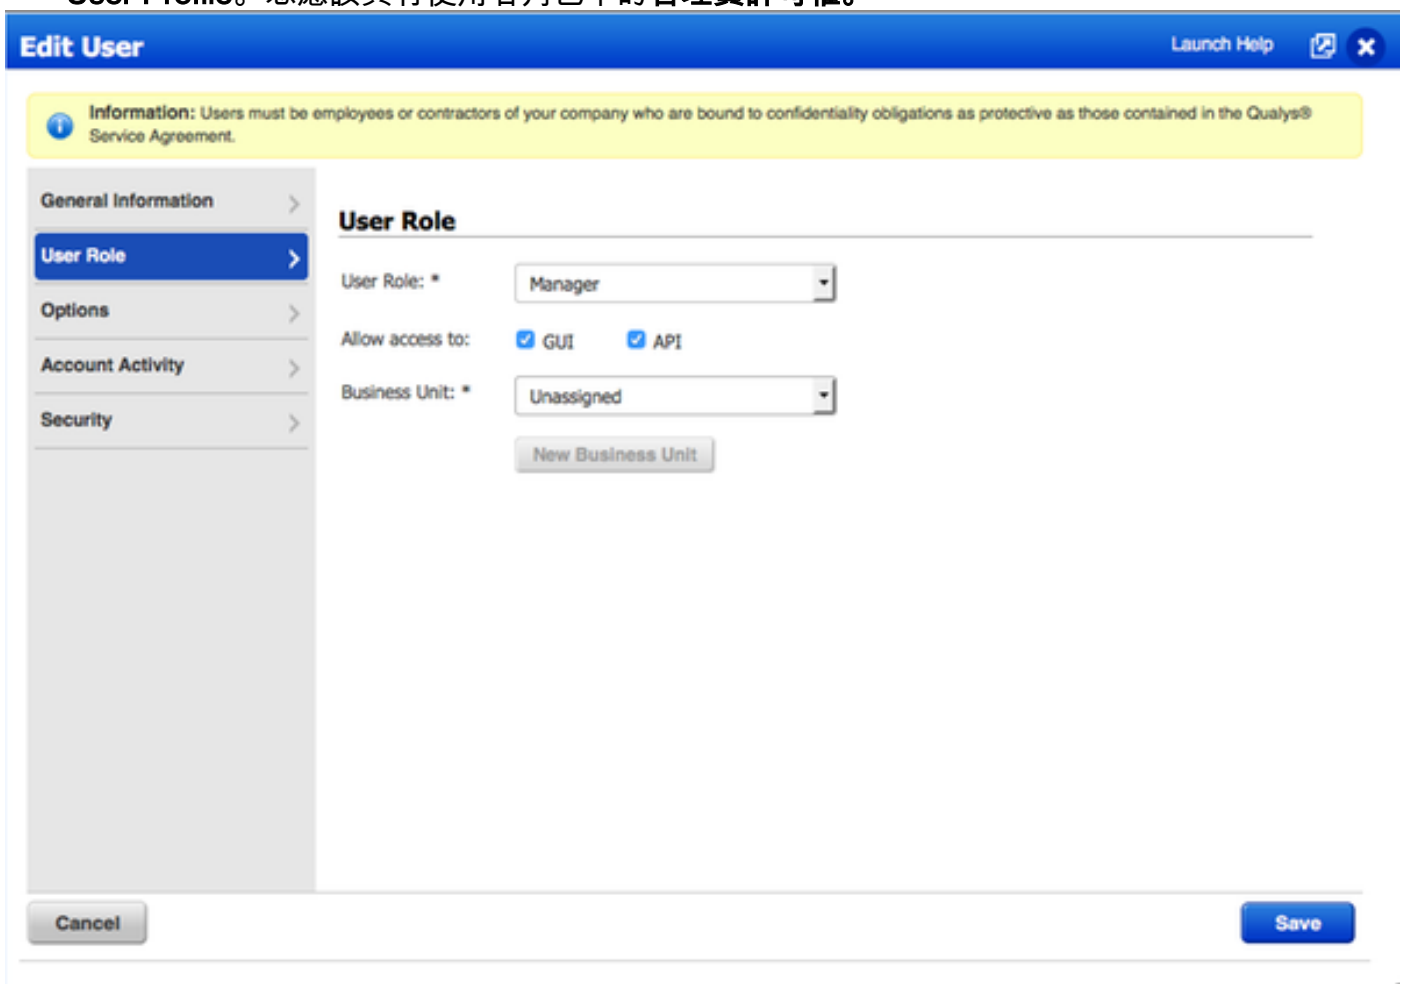 Edit User
Launch Help
Information: Users must be employees or contractors of your company who are bound to confidentiality obligations as protective as those contained in the Qualys®
Service Agreement.
General Information
User Role
Options
Account Activity
Security
User Role
User Role: *
Manager
Allow access to:
GUI
API
Business Unit: *
Unassigned
New Business Unit
Cancel
Save